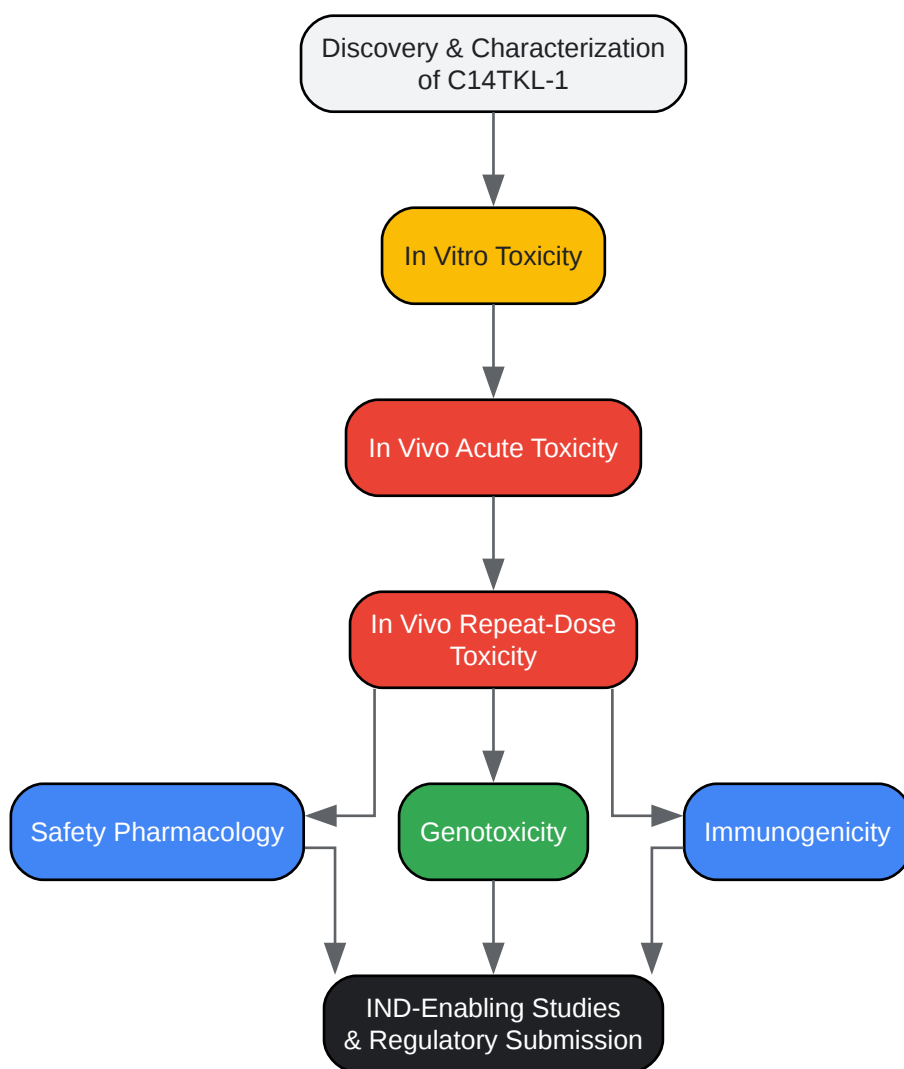 Discovery & Characterization
of C14TKL-1
In Vitro Toxicity
In Vivo Acute Toxicity
In Vivo Repeat-Dose
Toxicity
Safety Pharmacology
Genotoxicity
Immunogenicity
IND-Enabling Studies
& Regulatory Submission